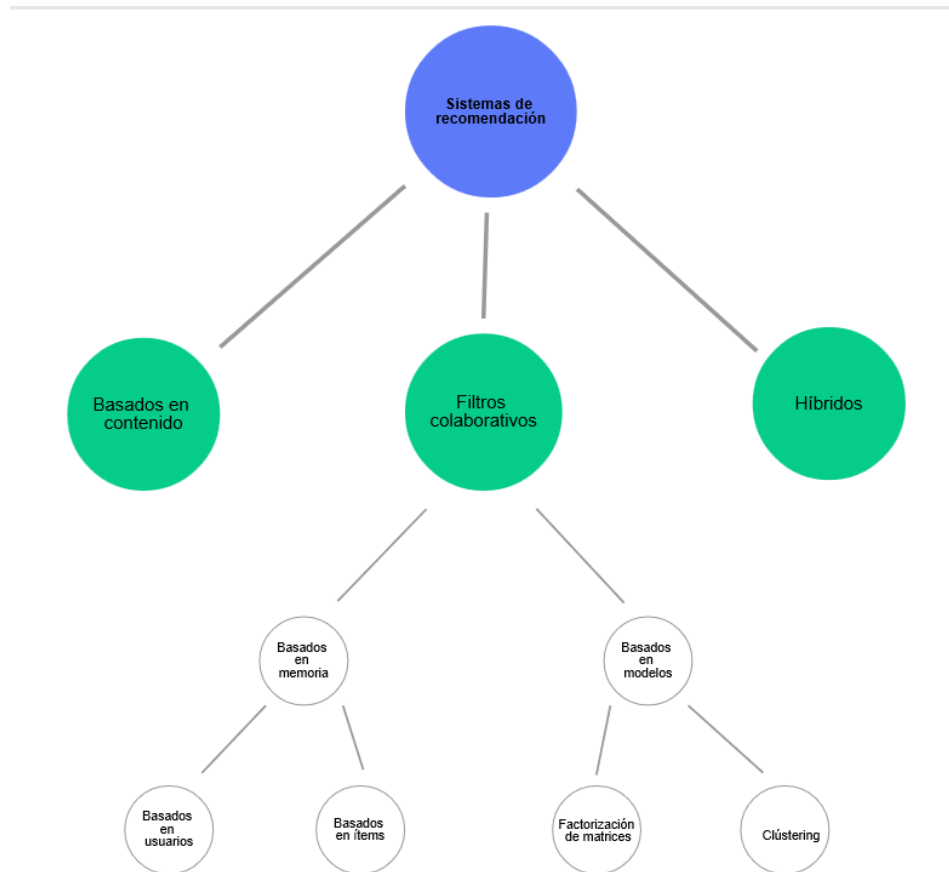 Sistemas de
recomendación
Basados en
contenido
Filtros
colaborativos
Híbridos
Basados
en
memoria
Basados
en
modelos
Basados
en
usuarios
Basados
en ítems
Factorización
de matrices
Clústering